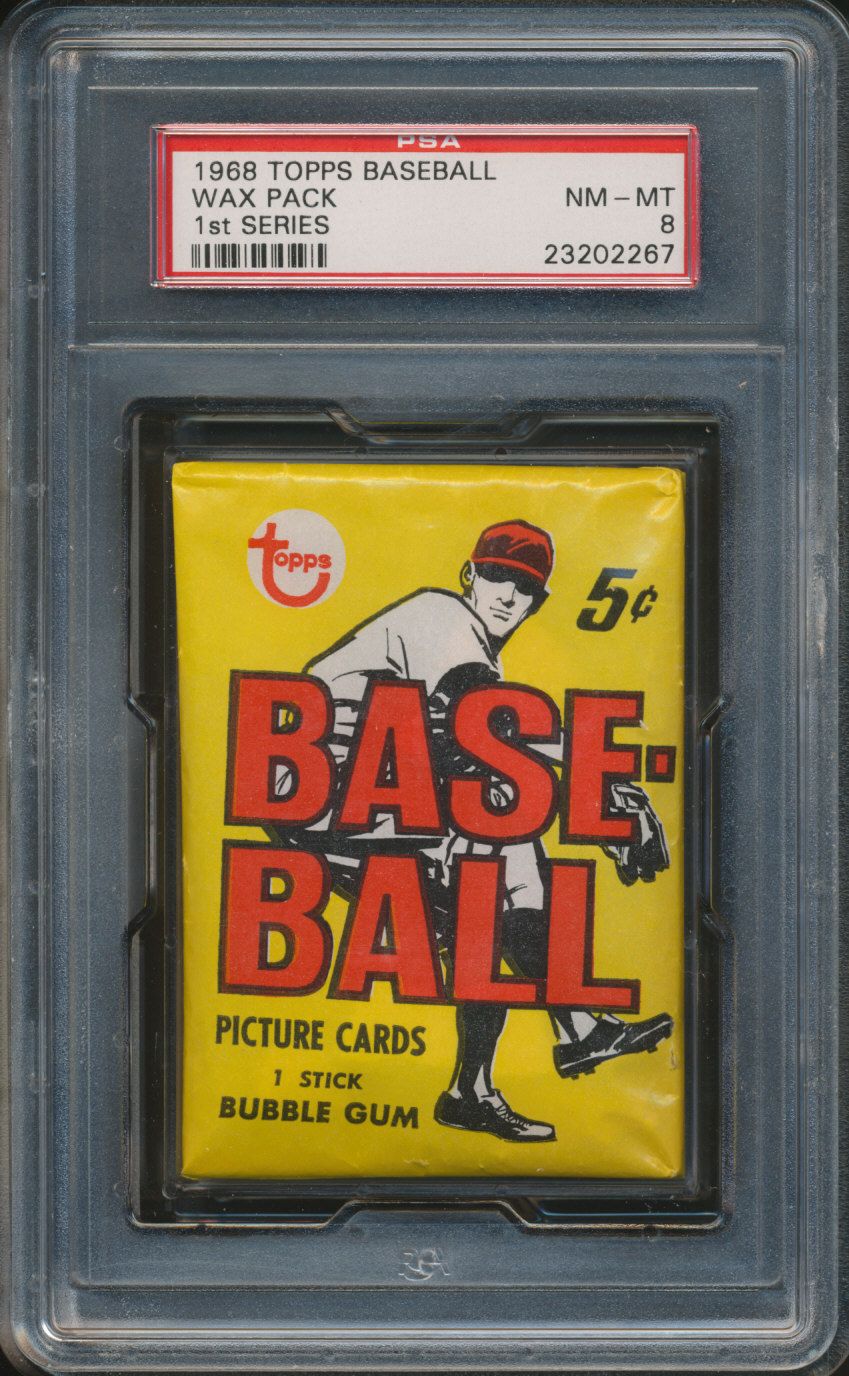 PSA
1968 TOPPS BASEBALL
WAX PACK
NM - MT
1st SERIES
8
23202267
topps
5¢
BASE-
BALL
PICTURE CARDS
1 STICK
BUBBLE GUM
PSA